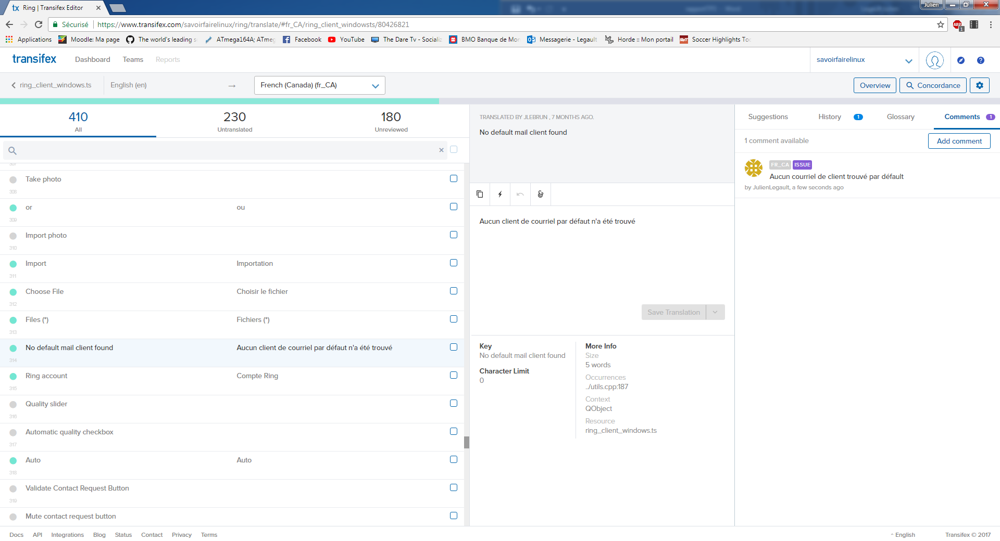 tx Ring | Transifex Editor
Julien
Sécurisé https://www.transifex.com/savoirfairelinux/ring/translate/#fr_CA/ring_client_windowsts/80426821
ABP 1
Applications Moodle: Ma page The world's leading s ATmega164A; ATmeg Facebook YouTube The Dare Tv - Socializ BMO Banque de Mon Messagerie - Legault Horde :: Mon portail Soccer Highlights Toc
transifex Dashboard Teams Reports savoirfairelinux
ring_client_windows.ts English (en) → French (Canada) (fr_CA) Overview Concordance
410 230 180
All Untranslated Unreviewed
307
Take photo
308
or ou
309
Import photo
310
Import Importation
311
Choose File Choisir le fichier
312
Files (*) Fichiers (*)
313
No default mail client found Aucun client de courriel par défaut n'a été trouvé
314
Ring account Compte Ring
315
Quality slider
316
Automatic quality checkbox
317
Auto Auto
318
Validate Contact Request Button
319
Mute contact request button
TRANSLATED BY JLEBRUN , 7 MONTHS AGO.
No default mail client found
Aucun client de courriel par défaut n'a été trouvé
Save Translation
Key
No default mail client found
Character Limit
0
More Info
Size
5 words
Occurrences
../utils.cpp:187
Context
QObject
Resource
ring_client_windows.ts
Suggestions History 1 Glossary Comments 1
1 comment available Add comment
FR_CA ISSUE
Aucun courriel de client trouvé par défault
by JulienLegault, a few seconds ago
Docs API Integrations Blog Status Contact Privacy Terms English Transifex © 2017